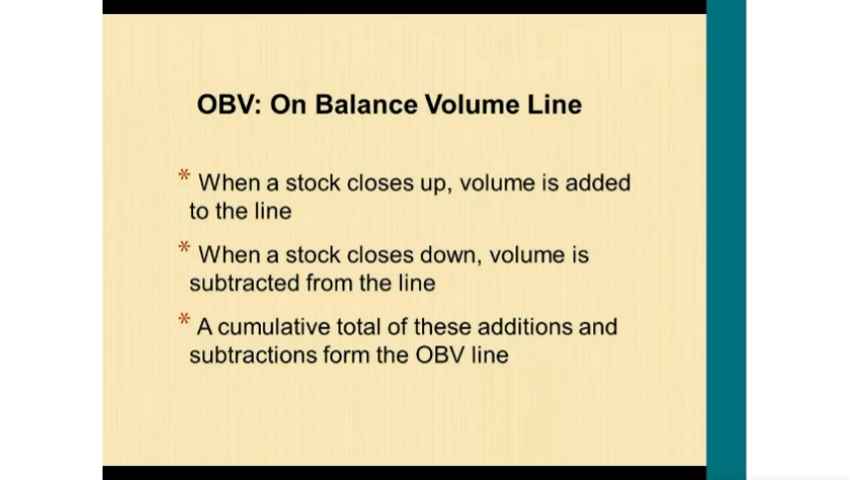 OBV: On Balance Volume Line
* When a stock closes up, volume is added
to the line
* When a stock closes down, volume is
subtracted from the line
* A cumulative total of these additions and
subtractions form the OBV line